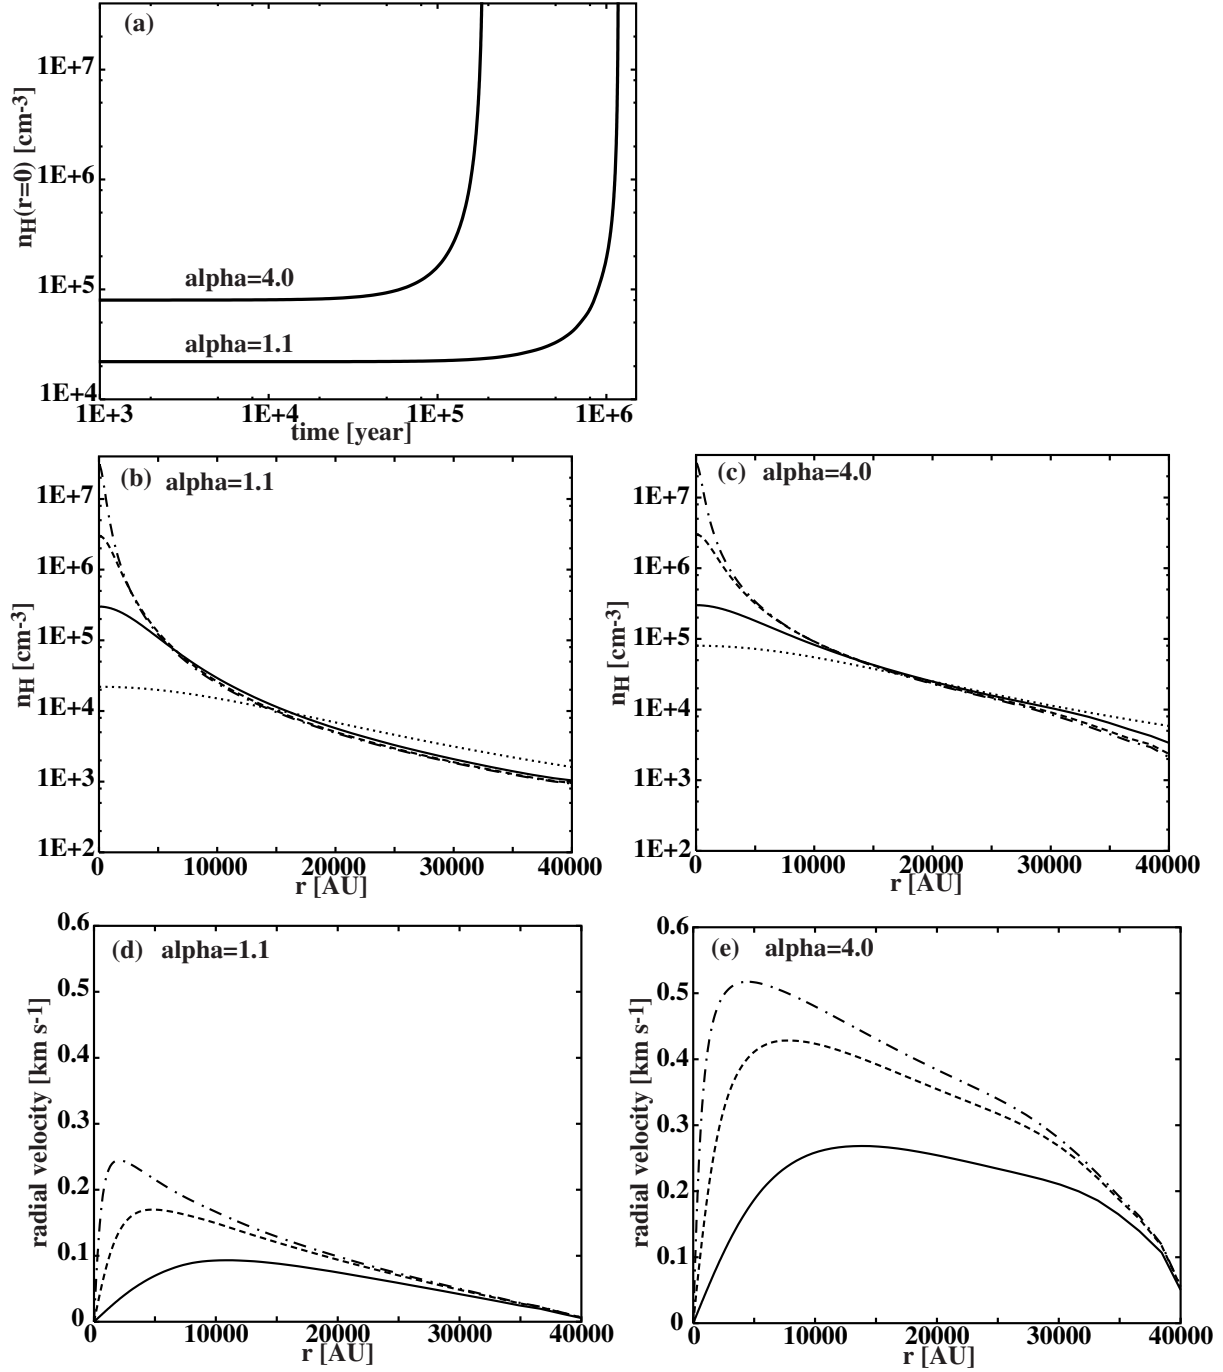 (a)
1E+7
1E+6
1E+5
1E+4
nH(r=0) [cm-3]
alpha=4.0
alpha=1.1
1E+3 1E+4 1E+5 1E+6
time [year]
(b) alpha=1.1
1E+7
1E+6
1E+5
1E+4
1E+3
1E+2
nH [cm-3]
0 10000 20000 30000 40000
r [AU]
(c) alpha=4.0
1E+7
1E+6
1E+5
1E+4
1E+3
1E+2
nH [cm-3]
0 10000 20000 30000 40000
r [AU]
(d) alpha=1.1
0.6
0.5
0.4
0.3
0.2
0.1
0
radial velocity [km s-1]
0 10000 20000 30000 40000
r [AU]
(e) alpha=4.0
0.6
0.5
0.4
0.3
0.2
0.1
0
radial velocity [km s-1]
0 10000 20000 30000 40000
r [AU]